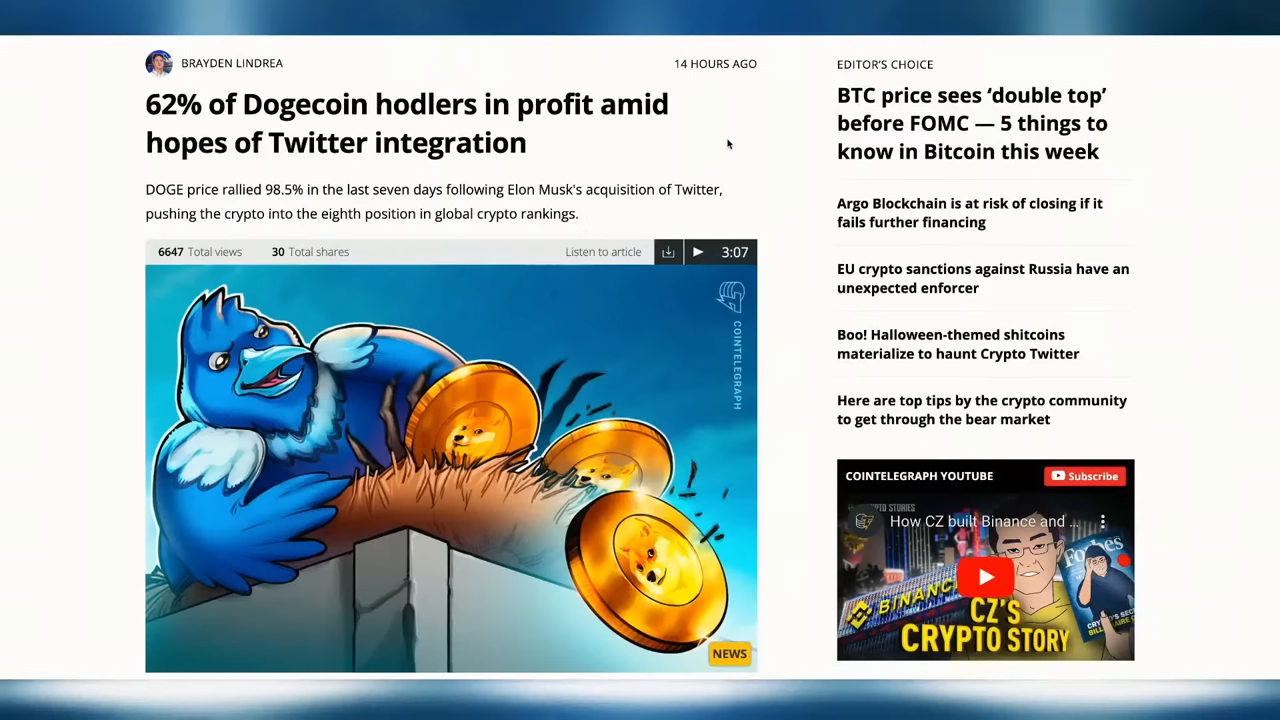 BRAYDEN LINDREA
14 HOURS AGO
62% of Dogecoin hodlers in profit amid
hopes of Twitter integration
DOGE price rallied 98.5% in the last seven days following Elon Musk's acquisition of Twitter,
pushing the crypto into the eighth position in global crypto rankings.
6647 Total views 30 Total shares Listen to article 3:07
COINTELEGRAPH
NEWS
EDITOR'S CHOICE
BTC price sees ‘double top’
before FOMC — 5 things to
know in Bitcoin this week
Argo Blockchain is at risk of closing if it
fails further financing
EU crypto sanctions against Russia have an
unexpected enforcer
Boo! Halloween-themed shitcoins
materialize to haunt Crypto Twitter
Here are top tips by the crypto community
to get through the bear market
COINTELEGRAPH YOUTUBE Subscribe
How CZ built Binance and ...
Forbes
BINANC
CZ'S
CRYPTO STORY